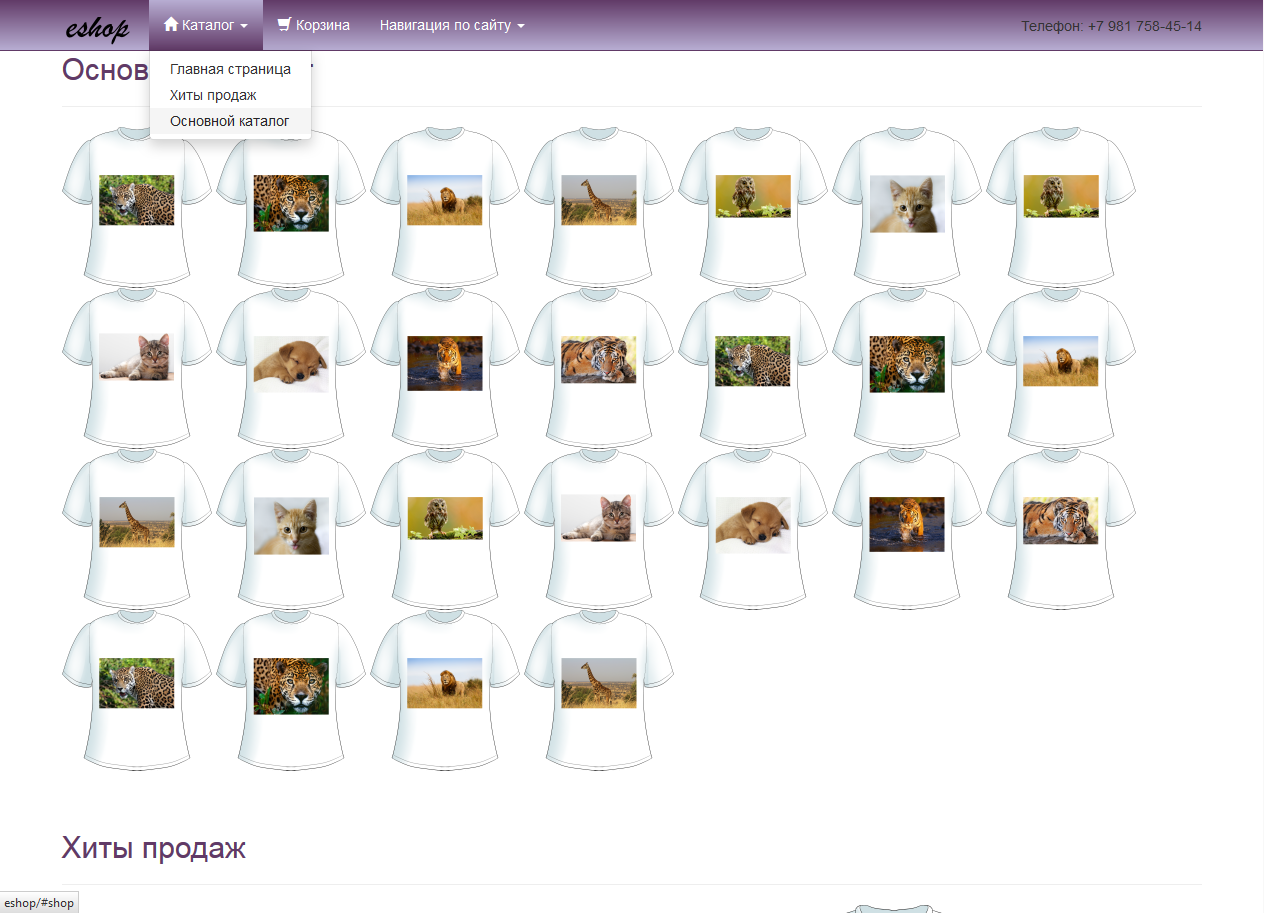 eshop
Каталог
Корзина
Навигация по сайту
Телефон: +7 981 758-45-14
Главная страница
Хиты продаж
Основной каталог
Основ
Хиты продаж
eshop/#shop